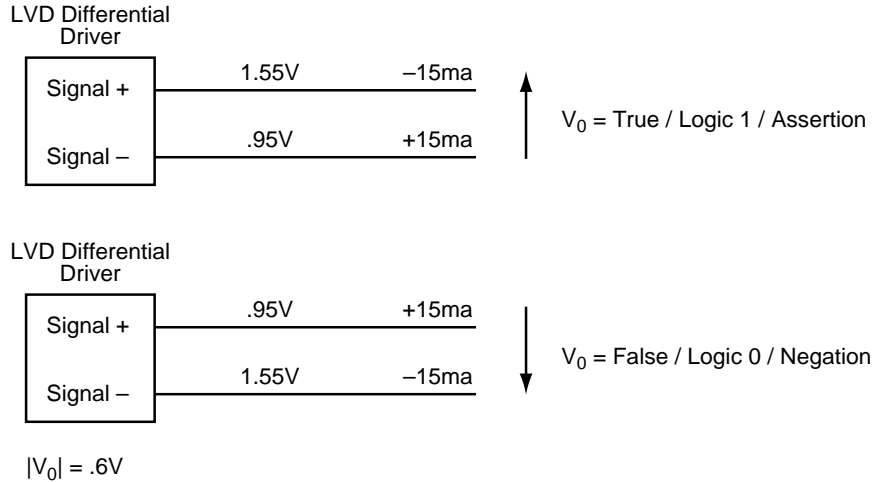 LVD Differential
Driver
Signal + 1.55V –15ma
V0 = True / Logic 1 / Assertion
Signal – .95V +15ma
LVD Differential
Driver
Signal + .95V +15ma
V0 = False / Logic 0 / Negation
Signal – 1.55V –15ma
|V0| = .6V